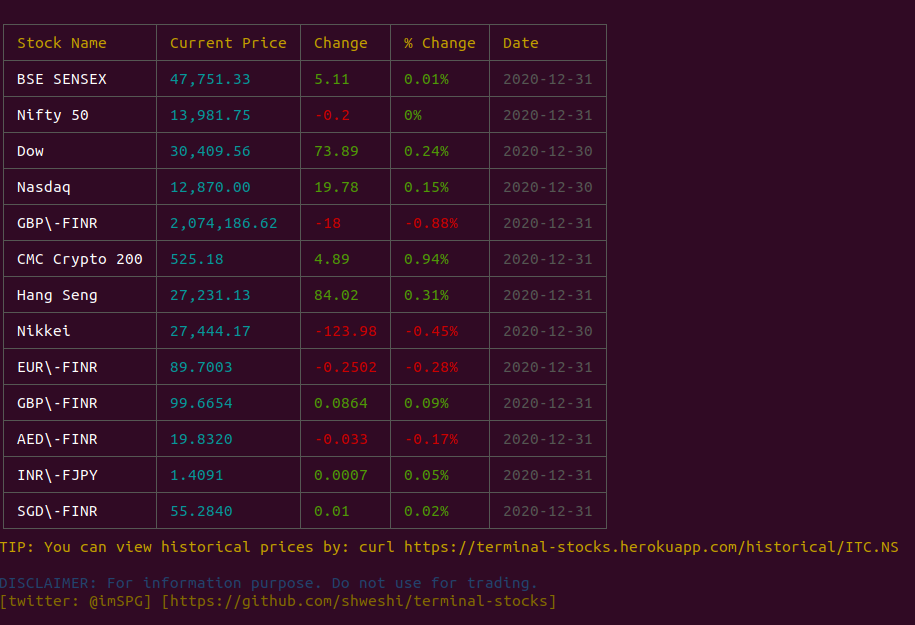 Stock Name Current Price Change % Change Date
BSE SENSEX 47,751.33 5.11 0.01% 2020-12-31
Nifty 50 13,981.75 -0.2 0% 2020-12-31
Dow 30,409.56 73.89 0.24% 2020-12-30
Nasdaq 12,870.00 19.78 0.15% 2020-12-30
GBP\-FINR 2,074,186.62 -18 -0.88% 2020-12-31
CMC Crypto 200 525.18 4.89 0.94% 2020-12-31
Hang Seng 27,231.13 84.02 0.31% 2020-12-31
Nikkei 27,444.17 -123.98 -0.45% 2020-12-30
EUR\-FINR 89.7003 -0.2502 -0.28% 2020-12-31
GBP\-FINR 99.6654 0.0864 0.09% 2020-12-31
AED\-FINR 19.8320 -0.033 -0.17% 2020-12-31
INR\-FJPY 1.4091 0.0007 0.05% 2020-12-31
SGD\-FINR 55.2840 0.01 0.02% 2020-12-31
TIP: You can view historical prices by: curl https://terminal-stocks.herokuapp.com/historical/ITC.NS
DISCLAIMER: For information purpose. Do not use for trading.
[twitter: @imSPG] [https://github.com/shweshi/terminal-stocks]